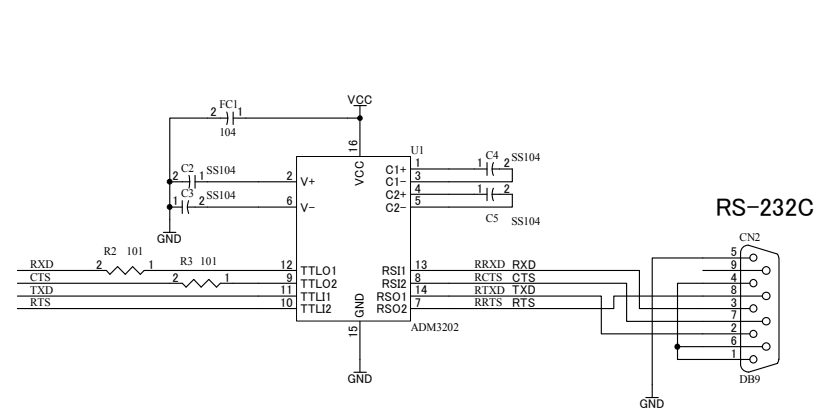 FC1
2 1
104
VCC
16
VCC
U1
C2 SS104
2 1
C3 SS104
1 2
GND
2 V+
6 V−
C1+ 1
C1− 3
C2+ 4
C2− 5
C4 SS104
1 2
1 2
C5 SS104
RXD
CTS
TXD
RTS
R2 101
2 1
R3 101
2 1
12 TTLO1
9 TTLO2
11 TTLI1
10 TTLI2
RSI1 13 RRXD RXD
RSI2 8 RCTS CTS
RSO1 14 RTXD TXD
RSO2 7 RRTS RTS
GND
15
GND
ADM3202
RS−232C
CN2
5
9
4
8
3
7
2
6
1
DB9
GND